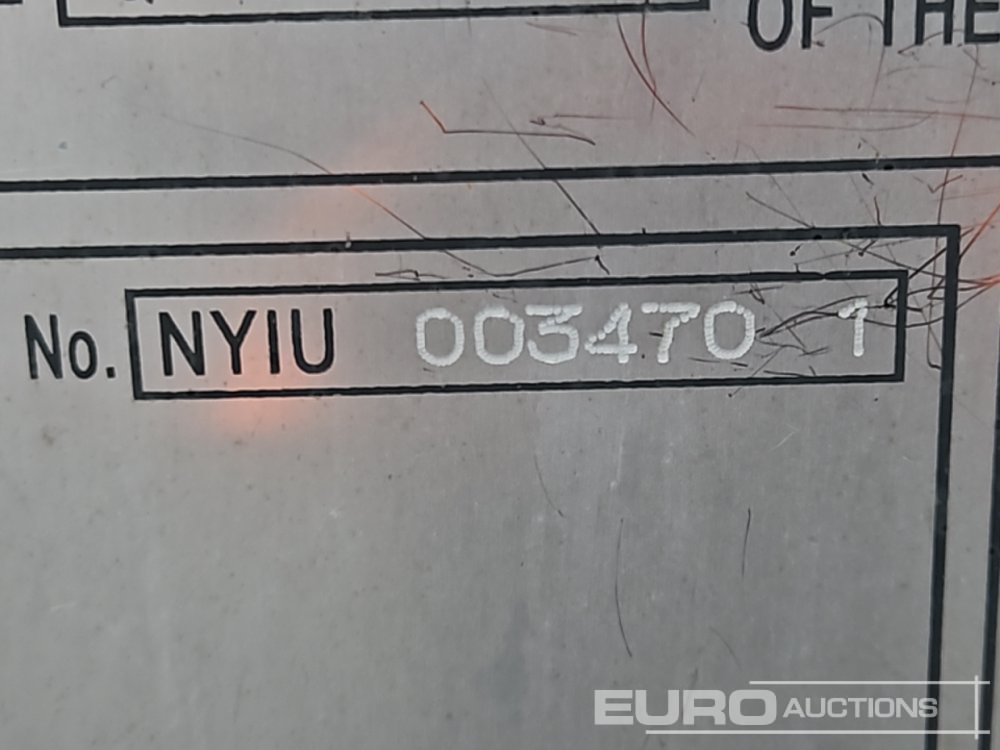 OF THE
No. NYIU 003470 1
EURO AUCTIONS